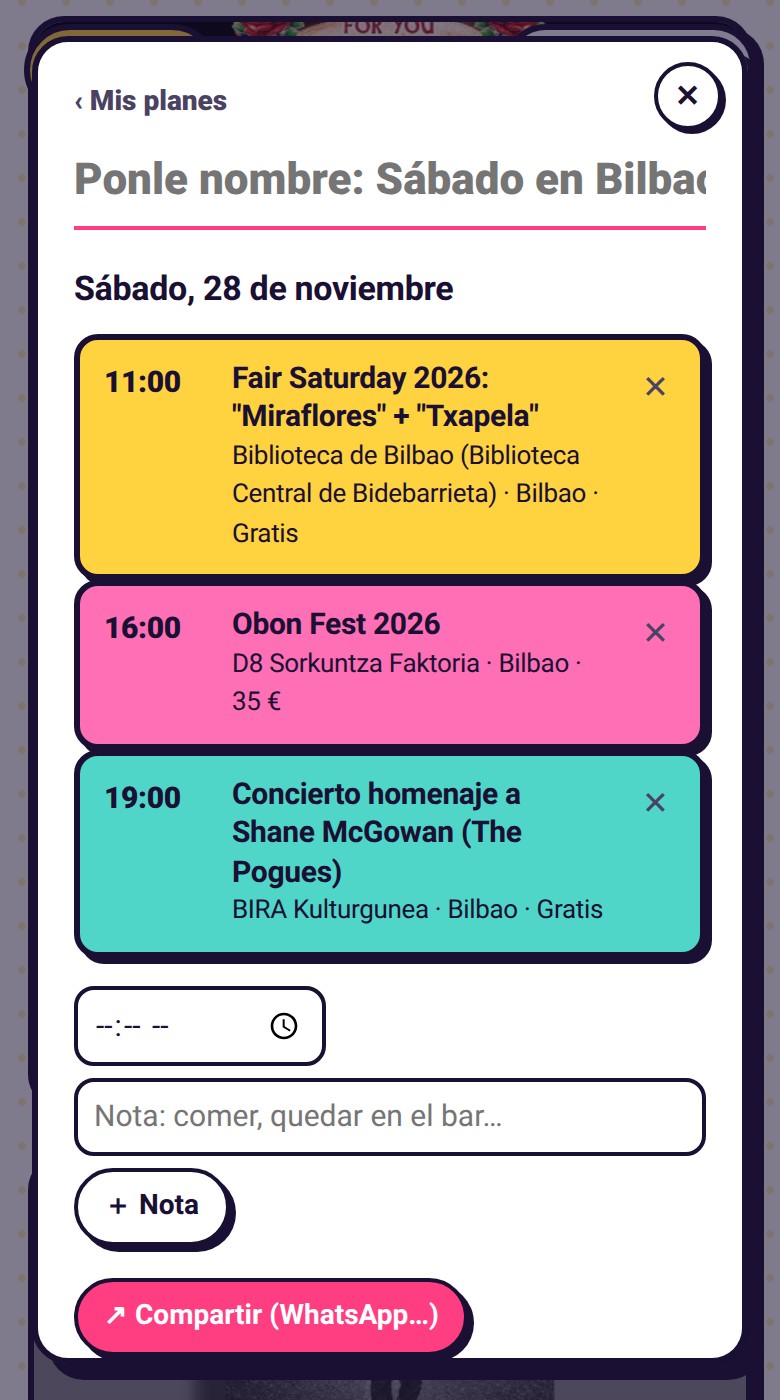 FOR YOU
‹ Mis planes
✕
Ponle nombre: Sábado en Bilbao
Sábado, 28 de noviembre
11:00
Fair Saturday 2026:
"Miraflores" + "Txapela"
Biblioteca de Bilbao (Biblioteca
Central de Bidebarrieta) · Bilbao ·
Gratis
✕
16:00
Obon Fest 2026
D8 Sorkuntza Faktoria · Bilbao ·
35 €
✕
19:00
Concierto homenaje a
Shane McGowan (The
Pogues)
BIRA Kulturgunea · Bilbao · Gratis
✕
--:-- --
Nota: comer, quedar en el bar…
+ Nota
↗ Compartir (WhatsApp…)